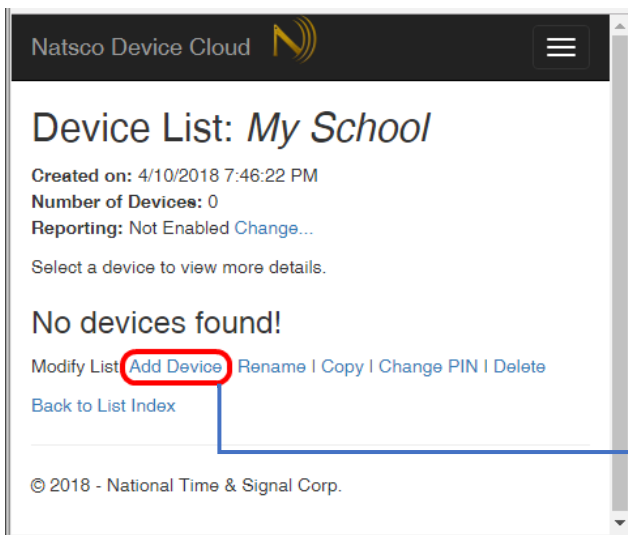 Natsco Device Cloud
Device List: My School
Created on: 4/10/2018 7:46:22 PM
Number of Devices: 0
Reporting: Not Enabled Change...
Select a device to view more details.
No devices found!
Modify List: Add Device | Rename | Copy | Change PIN | Delete
Back to List Index
© 2018 - National Time & Signal Corp.